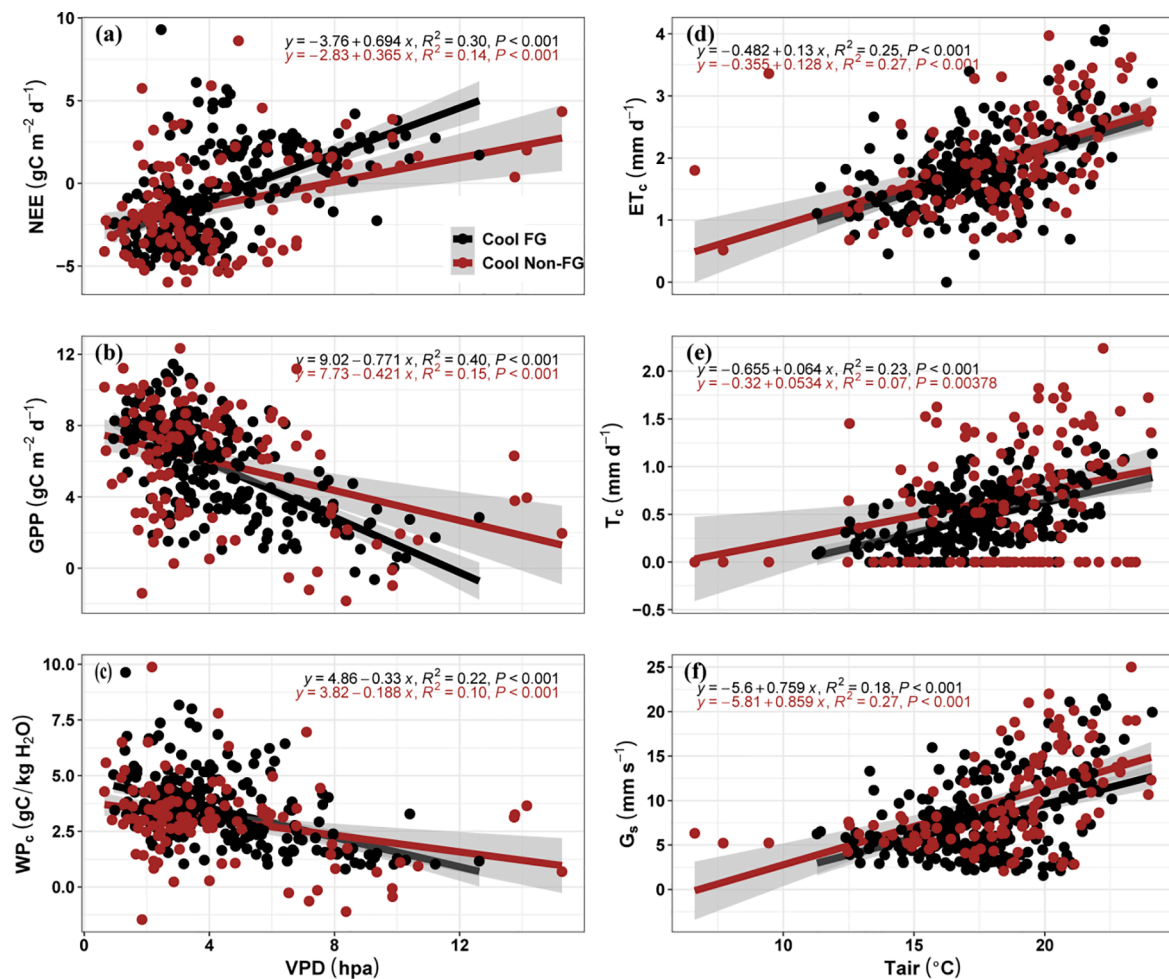 (a)
y = −3.76 + 0.694 x, R² = 0.30, P < 0.001
y = −2.83 + 0.365 x, R² = 0.14, P < 0.001
NEE (gC m⁻² d⁻¹)
10
5
0
−5
Cool FG
Cool Non-FG
(b)
y = 9.02 − 0.771 x, R² = 0.40, P < 0.001
y = 7.73 − 0.421 x, R² = 0.15, P < 0.001
GPP (gC m⁻² d⁻¹)
12
8
4
0
(c)
y = 4.86 − 0.33 x, R² = 0.22, P < 0.001
y = 3.82 − 0.188 x, R² = 0.10, P < 0.001
WPc (gC/kg H₂O)
10.0
7.5
5.0
2.5
0.0
0 4 8 12
VPD (hpa)
(d)
y = −0.482 + 0.13 x, R² = 0.25, P < 0.001
y = −0.355 + 0.128 x, R² = 0.27, P < 0.001
ETc (mm d⁻¹)
4
3
2
1
0
(e)
y = −0.655 + 0.064 x, R² = 0.23, P < 0.001
y = −0.32 + 0.0534 x, R² = 0.07, P = 0.00378
Tc (mm d⁻¹)
2.0
1.5
1.0
0.5
0.0
−0.5
(f)
y = −5.6 + 0.759 x, R² = 0.18, P < 0.001
y = −5.81 + 0.859 x, R² = 0.27, P < 0.001
Gs (mm s⁻¹)
25
20
15
10
5
0
10 15 20
Tair (°C)